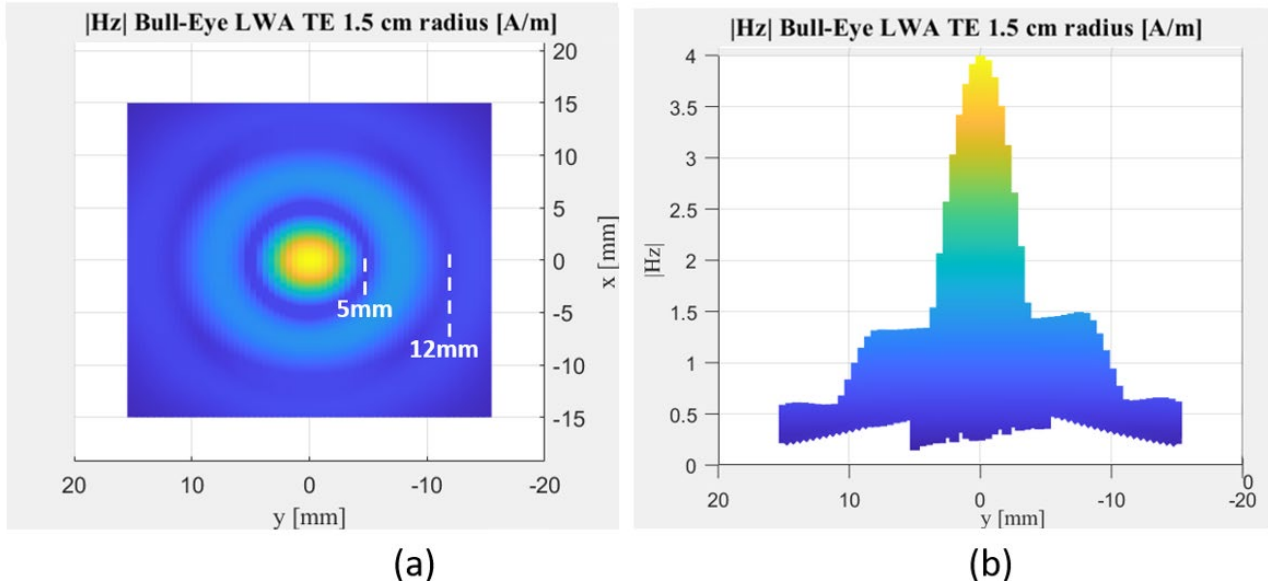 |Hz| Bull-Eye LWA TE 1.5 cm radius [A/m]
20
15
10
5
0
-5
-10
-15
x [mm]
5mm
12mm
20 10 0 -10 -20
y [mm]
(a)
|Hz| Bull-Eye LWA TE 1.5 cm radius [A/m]
4
3.5
3
2.5
2
1.5
1
0.5
0
|Hz|
0
20 10 0 -10 -20
y [mm]
(b)